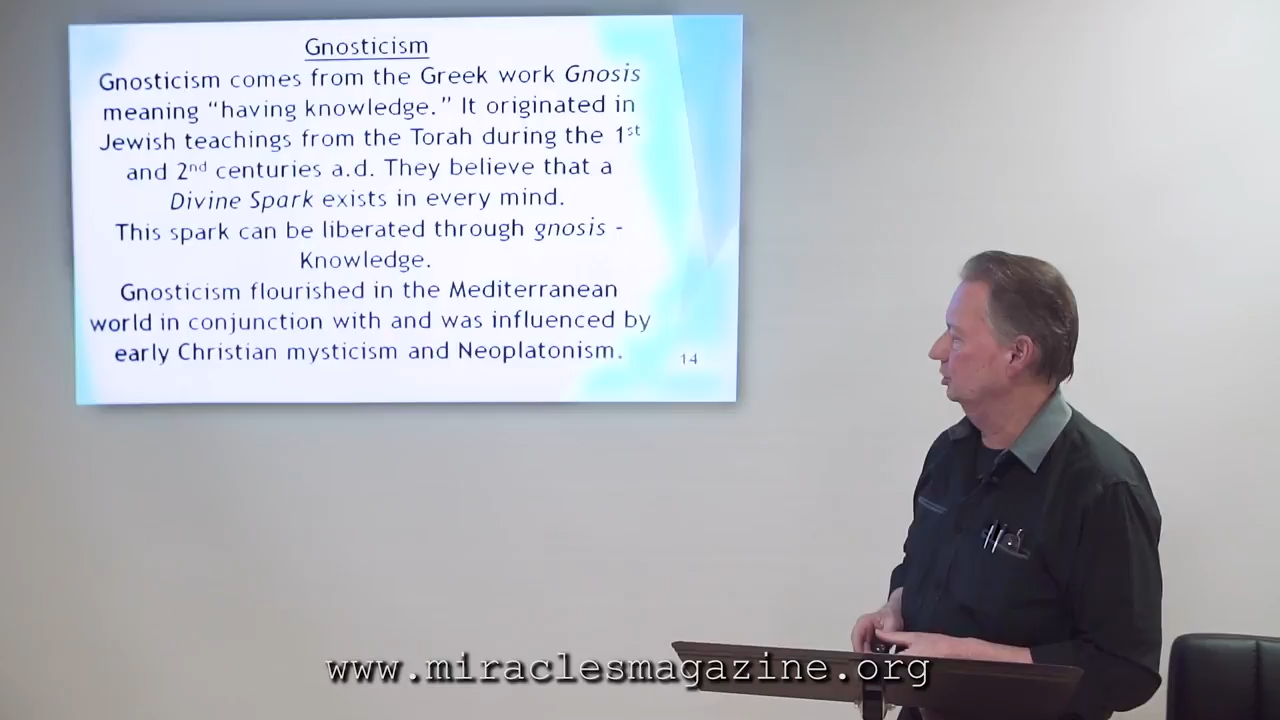 Gnosticism
Gnosticism comes from the Greek work Gnosis
meaning “having knowledge.” It originated in
Jewish teachings from the Torah during the 1st
and 2nd centuries a.d. They believe that a
Divine Spark exists in every mind.
This spark can be liberated through gnosis -
Knowledge.
Gnosticism flourished in the Mediterranean
world in conjunction with and was influenced by
early Christian mysticism and Neoplatonism.
14
www.miraclesmagazine.org